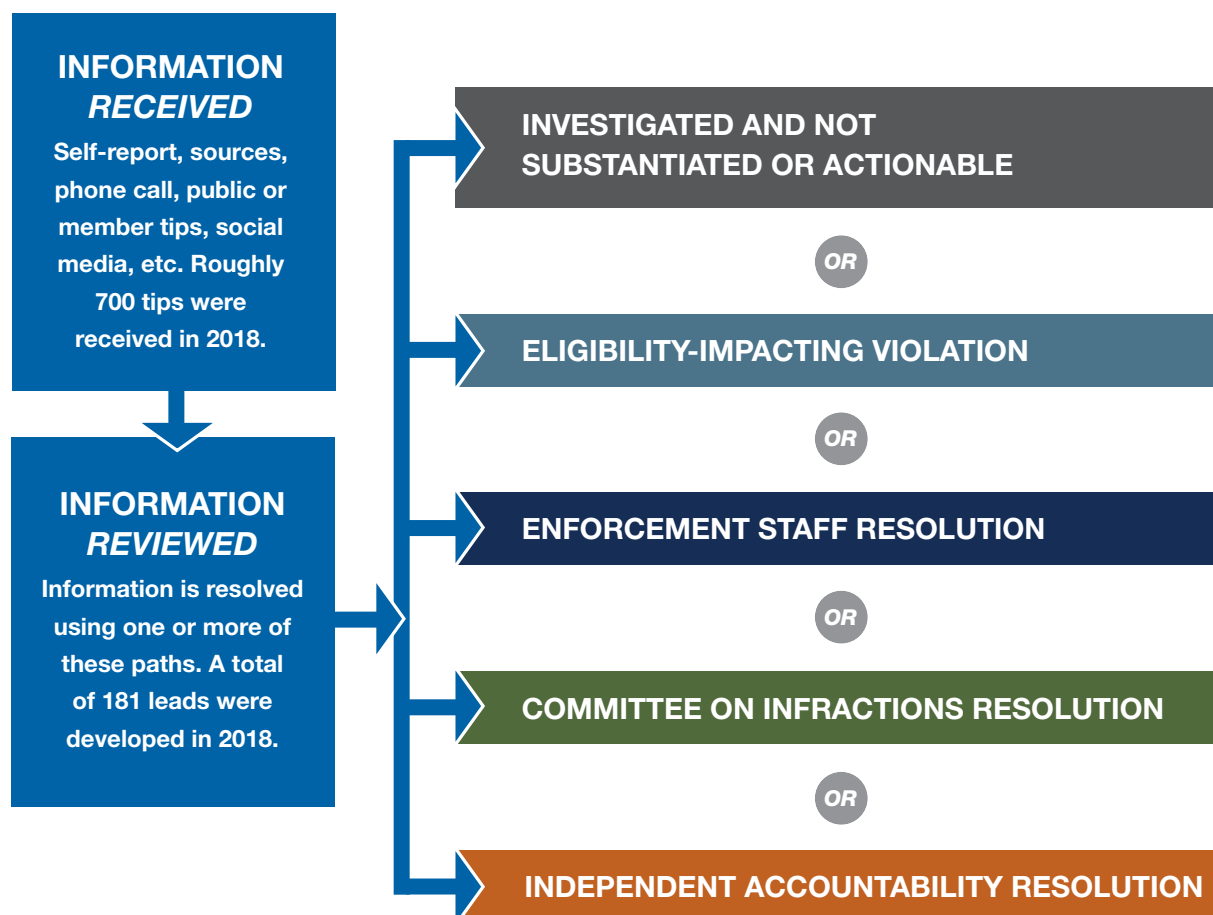 INFORMATION
RECEIVED
Self-report, sources,
phone call, public or
member tips, social
media, etc. Roughly
700 tips were
received in 2018.
INFORMATION
REVIEWED
Information is resolved
using one or more of
these paths. A total
of 181 leads were
developed in 2018.
INVESTIGATED AND NOT
SUBSTANTIATED OR ACTIONABLE
OR
ELIGIBILITY-IMPACTING VIOLATION
OR
ENFORCEMENT STAFF RESOLUTION
OR
COMMITTEE ON INFRACTIONS RESOLUTION
OR
INDEPENDENT ACCOUNTABILITY RESOLUTION